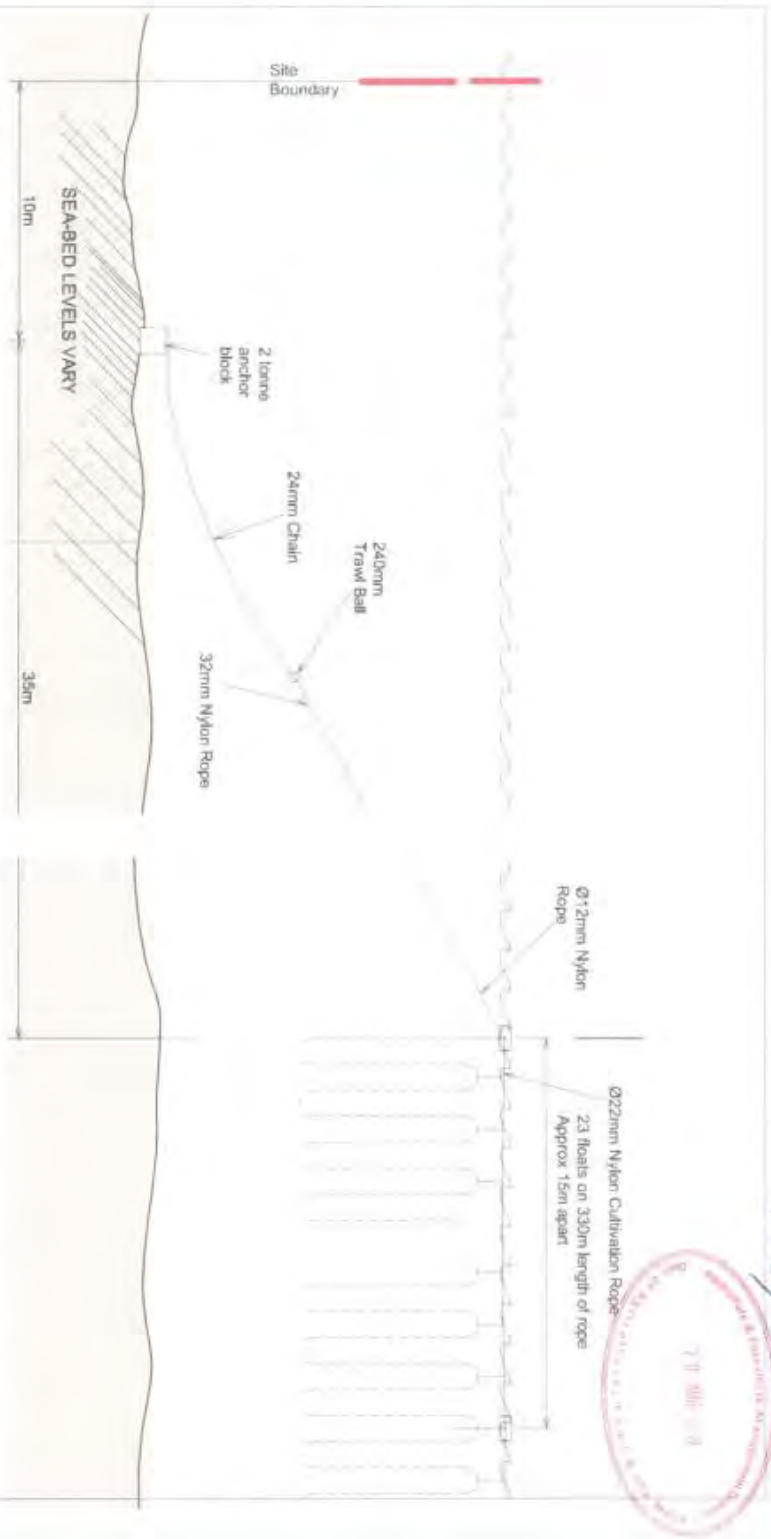 Site
Boundary
SEA-BED LEVELS VARY
10m
2 tonne
anchor
block
24mm Chain
240mm
Trawl Ball
32mm Nylon Rope
35m
Ø12mm Nylon
Rope
Ø22mm Nylon Cultivation Rope
23 floats on 330m length of rope
Approx 15m apart